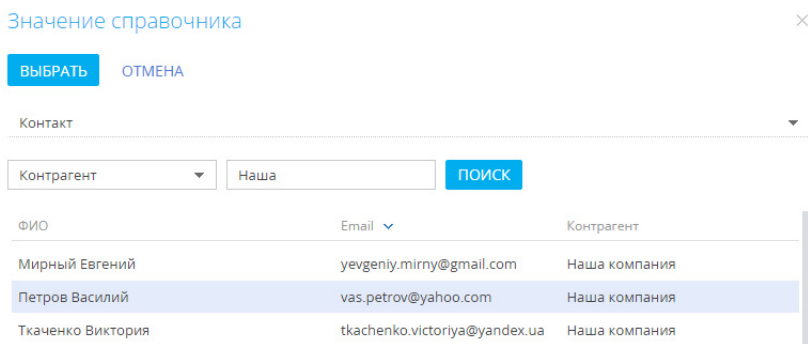 Значение справочника
ВЫБРАТЬ ОТМЕНА
Контакт
Контрагент Наша ПОИСК
ФИО Email Контрагент
Мирный Евгений yevgeniy.mirny@gmail.com Наша компания
Петров Василий vas.petrov@yahoo.com Наша компания
Ткаченко Виктория tkachenko.victoriya@yandex.ua Наша компания